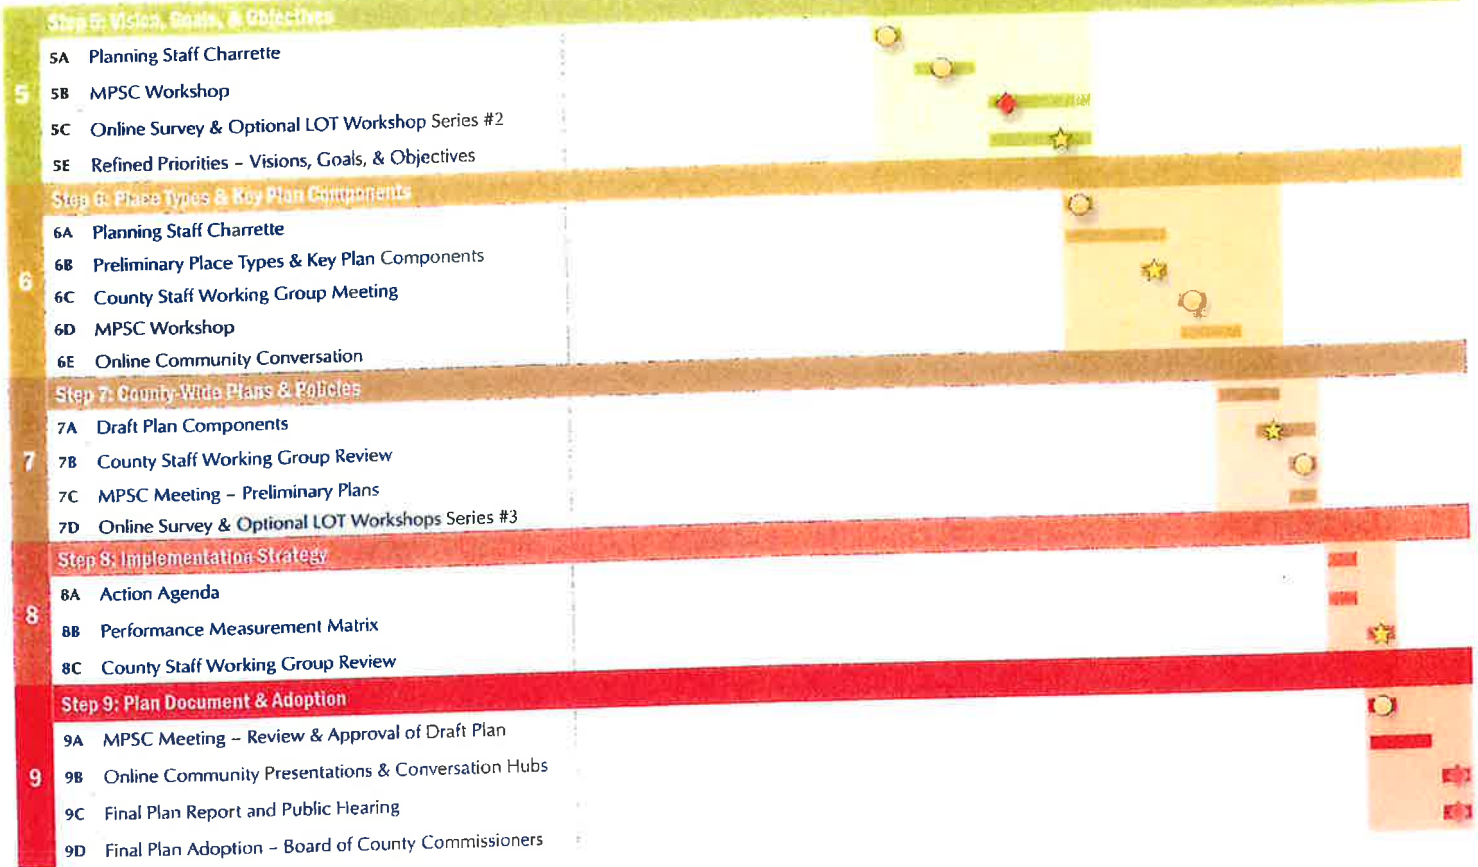 Step 5: Vision, Goals, & Objectives
5A Planning Staff Charrette
5B MPSC Workshop
5C Online Survey & Optional LOT Workshop Series #2
5E Refined Priorities – Visions, Goals, & Objectives
5
Step 6: Place Types & Key Plan Components
6A Planning Staff Charrette
6B Preliminary Place Types & Key Plan Components
6C County Staff Working Group Meeting
6D MPSC Workshop
6E Online Community Conversation
6
Step 7: County-Wide Plans & Policies
7A Draft Plan Components
7B County Staff Working Group Review
7C MPSC Meeting – Preliminary Plans
7D Online Survey & Optional LOT Workshops Series #3
7
Step 8: Implementation Strategy
8A Action Agenda
8B Performance Measurement Matrix
8C County Staff Working Group Review
8
Step 9: Plan Document & Adoption
9A MPSC Meeting – Review & Approval of Draft Plan
9B Online Community Presentations & Conversation Hubs
9C Final Plan Report and Public Hearing
9D Final Plan Adoption – Board of County Commissioners
9